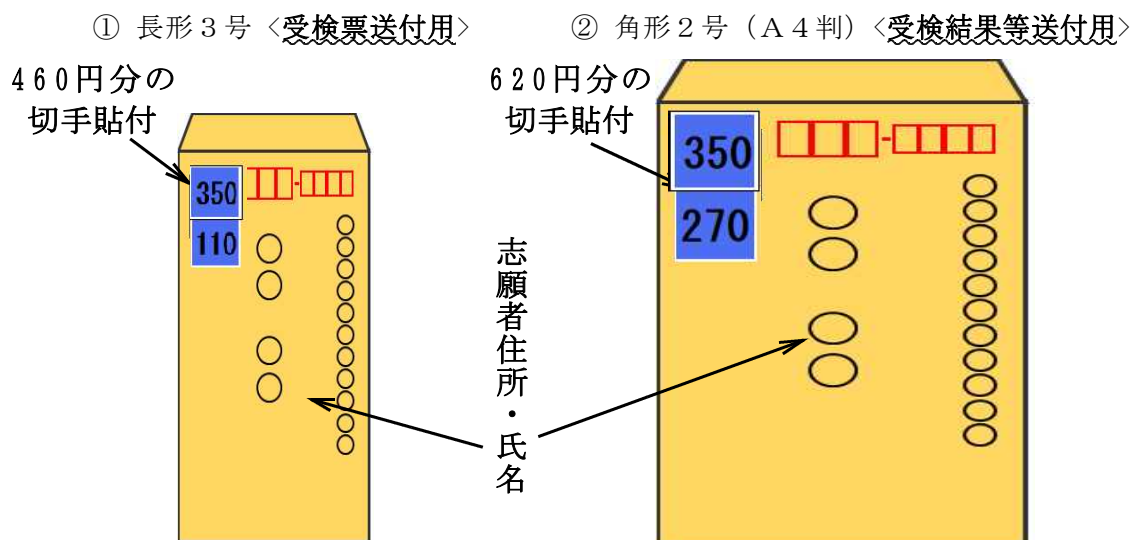 ① 長形３号 <受検票送付用>
４６０円分の
切手貼付
350
110
② 角形２号（Ａ４判）<受検結果等送付用>
６２０円分の
切手貼付
350
270
志願者住所・氏名